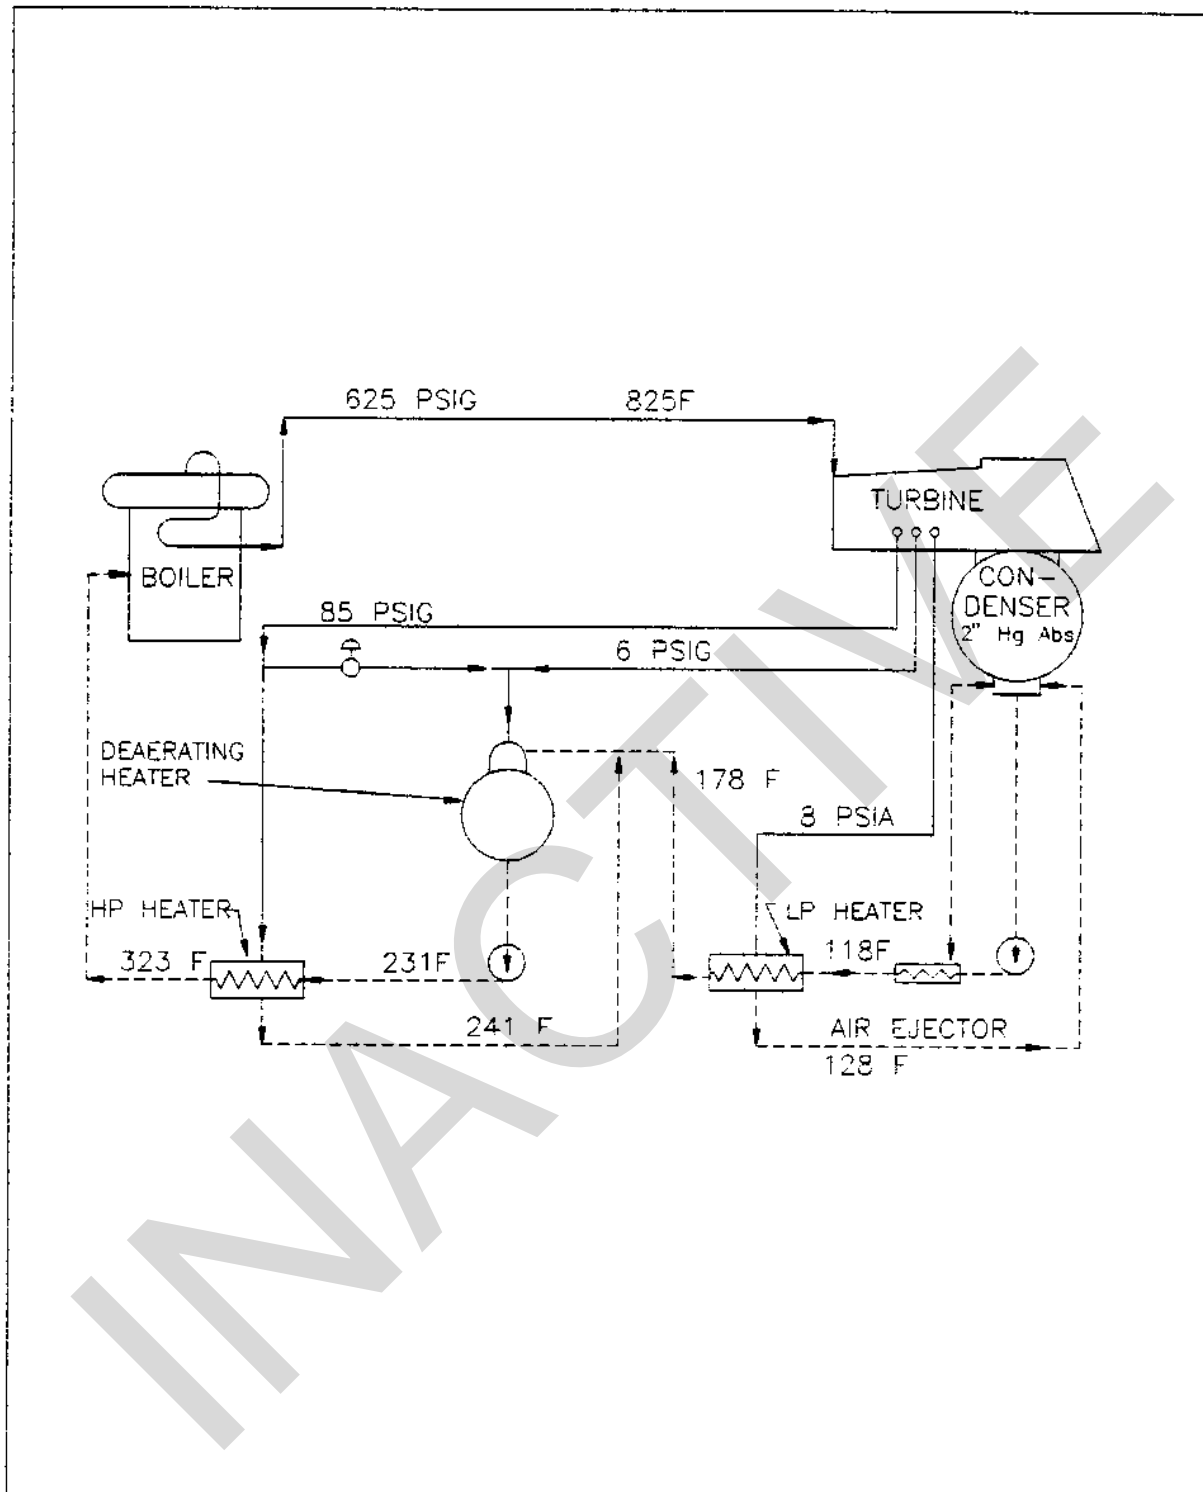 625 PSIG
825F
TURBINE
BOILER
CON-
DENSER
2" Hg Abs
85 PSIG
6 PSIG
DEAERATING
HEATER
178 F
8 PSIA
HP HEATER
LP HEATER
323 F
231F
118F
241 F
AIR EJECTOR
128 F
INACTIVE